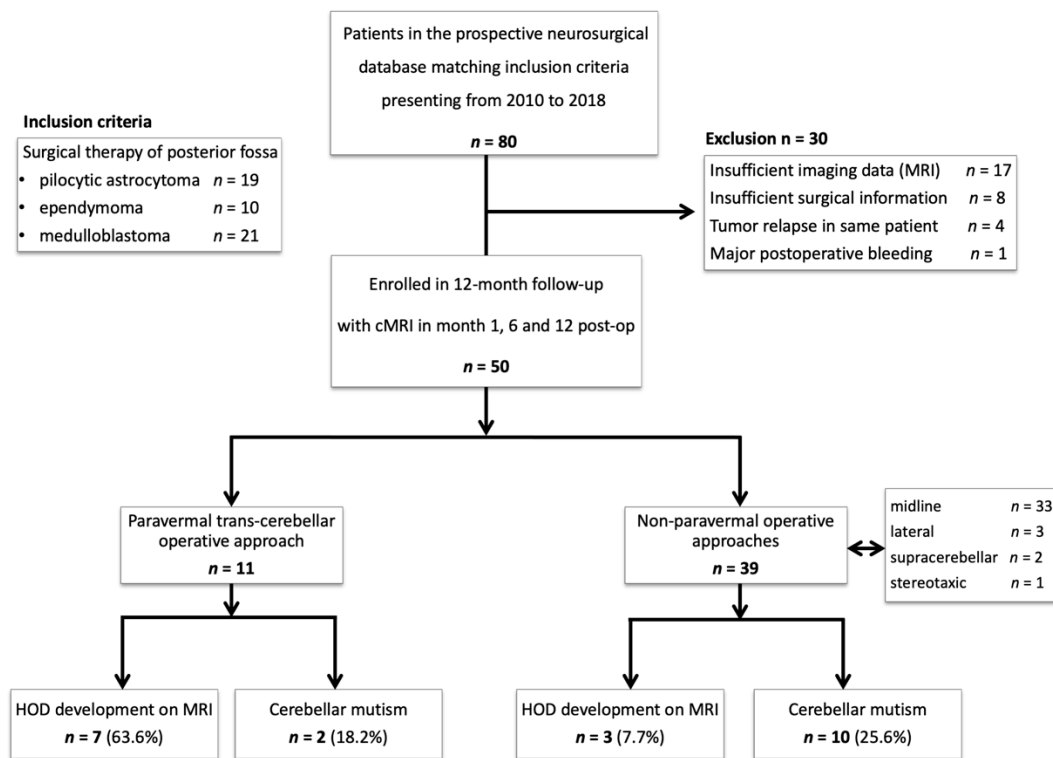 Patients in the prospective neurosurgical
database matching inclusion criteria
presenting from 2010 to 2018
n = 80
Inclusion criteria
Surgical therapy of posterior fossa
• pilocytic astrocytoma n = 19
• ependymoma n = 10
• medulloblastoma n = 21
Exclusion n = 30
Insufficient imaging data (MRI) n = 17
Insufficient surgical information n = 8
Tumor relapse in same patient n = 4
Major postoperative bleeding n = 1
Enrolled in 12-month follow-up
with cMRI in month 1, 6 and 12 post-op
n = 50
Paravermal trans-cerebellar
operative approach
n = 11
Non-paravermal operative
approaches
n = 39
midline n = 33
lateral n = 3
supracerebellar n = 2
stereotaxic n = 1
HOD development on MRI
n = 7 (63.6%)
Cerebellar mutism
n = 2 (18.2%)
HOD development on MRI
n = 3 (7.7%)
Cerebellar mutism
n = 10 (25.6%)